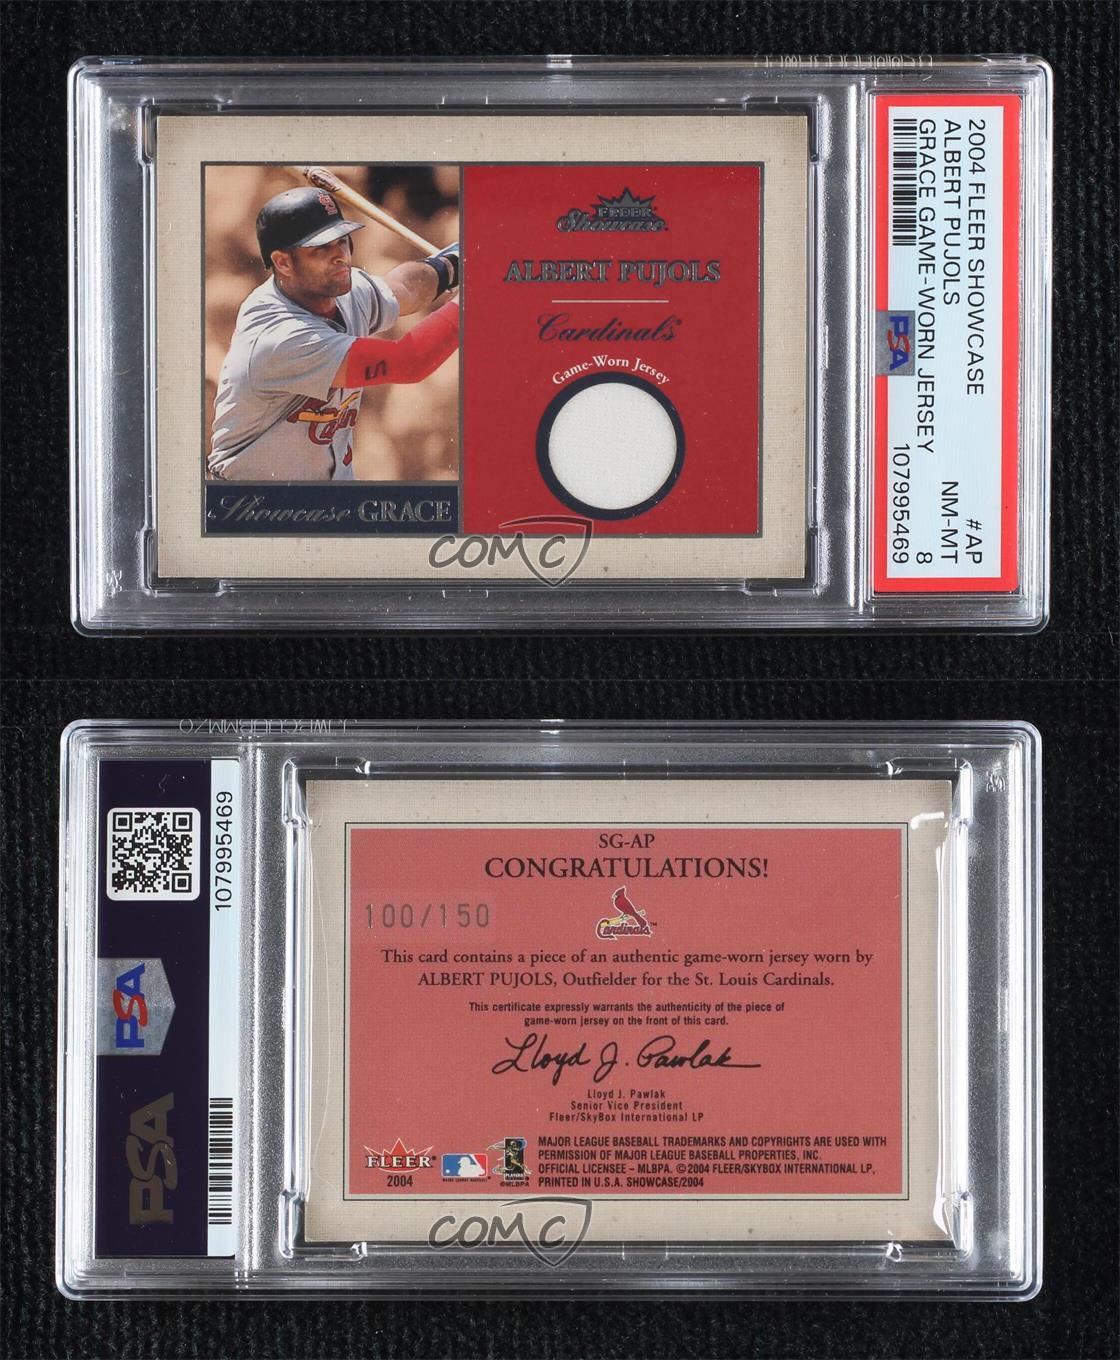 FLEER
Showcase
ALBERT PUJOLS
Cardinals
Game-Worn Jersey
5
Showcase GRACE
2004 FLEER SHOWCASE #AP
ALBERT PUJOLS NM-MT
GRACE GAME-WORN JERSEY 8
107995469
PSA
COMC
107995469
PSA
PSA
SG-AP
CONGRATULATIONS!
100/150
Cardinals
This card contains a piece of an authentic game-worn jersey worn by
ALBERT PUJOLS, Outfielder for the St. Louis Cardinals.
This certificate expressly warrants the authenticity of the piece of
game-worn jersey on the front of this card.
Lloyd J. Pawlak
Lloyd J. Pawlak
Senior Vice President
Fleer/SkyBox International LP
FLEER
2004
MAJOR LEAGUE BASEBALL
PLAYERS
©MLBPA
MAJOR LEAGUE BASEBALL TRADEMARKS AND COPYRIGHTS ARE USED WITH
PERMISSION OF MAJOR LEAGUE BASEBALL PROPERTIES, INC.
OFFICIAL LICENSEE – MLBPA. ©2004 FLEER/SKYBOX INTERNATIONAL LP,
PRINTED IN U.S.A. SHOWCASE/2004
COMC